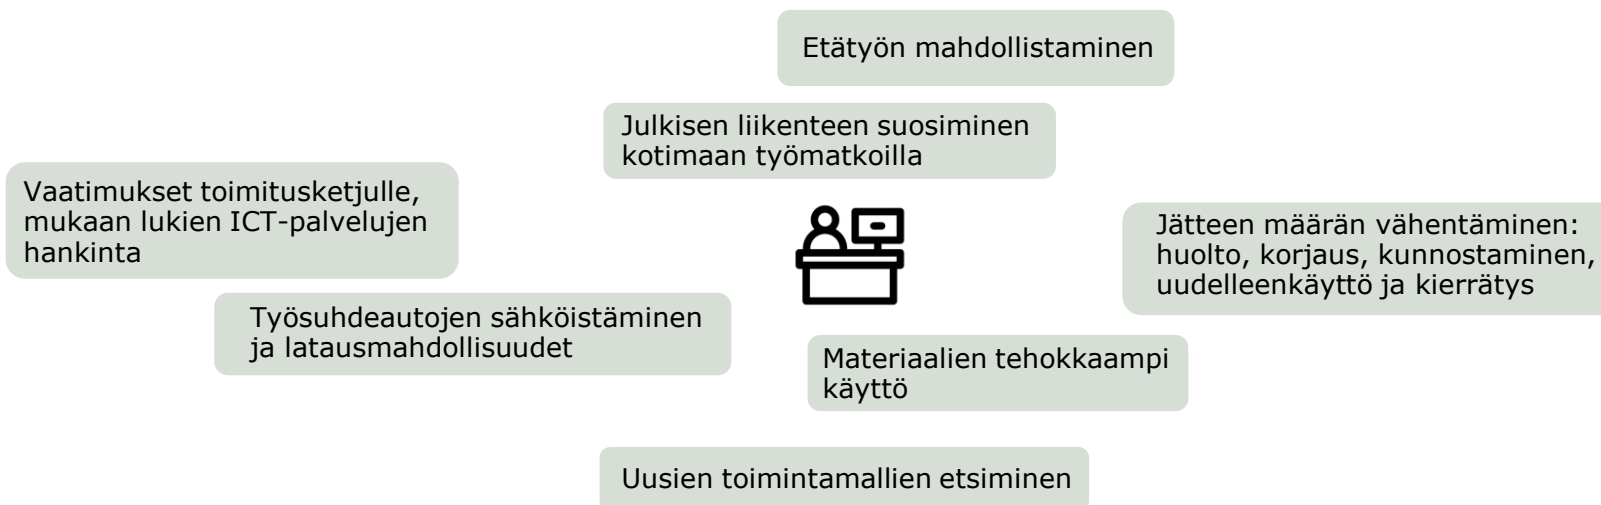 Etätyön mahdollistaminen
Julkisen liikenteen suosiminen
kotimaan työmatkoilla
Vaatimukset toimitusketjulle,
mukaan lukien ICT-palvelujen
hankinta
Jätteen määrän vähentäminen:
huolto, korjaus, kunnostaminen,
uudelleenkäyttö ja kierrätys
Työsuhdeautojen sähköistäminen
ja latausmahdollisuudet
Materiaalien tehokkaampi
käyttö
Uusien toimintamallien etsiminen